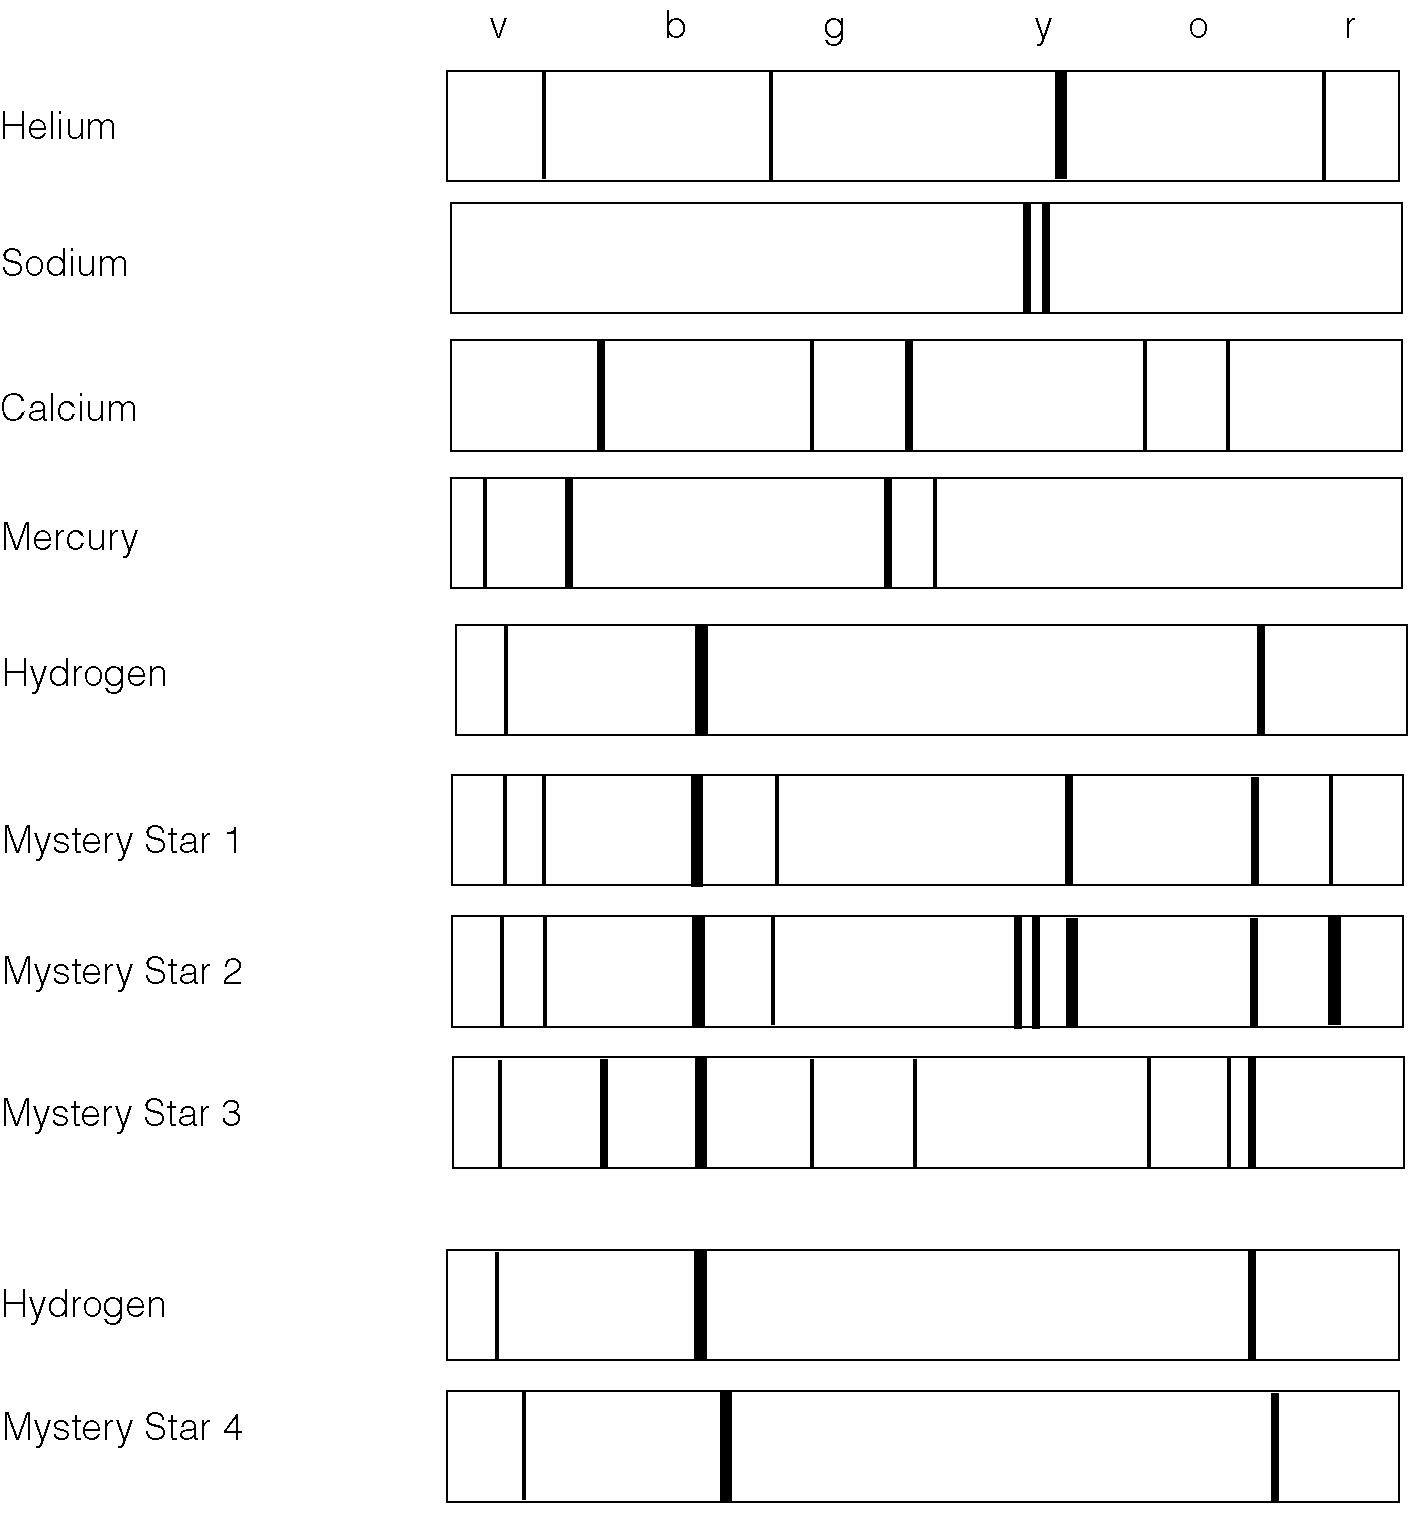 v b g y o r
Helium
Sodium
Calcium
Mercury
Hydrogen
Mystery Star 1
Mystery Star 2
Mystery Star 3
Hydrogen
Mystery Star 4